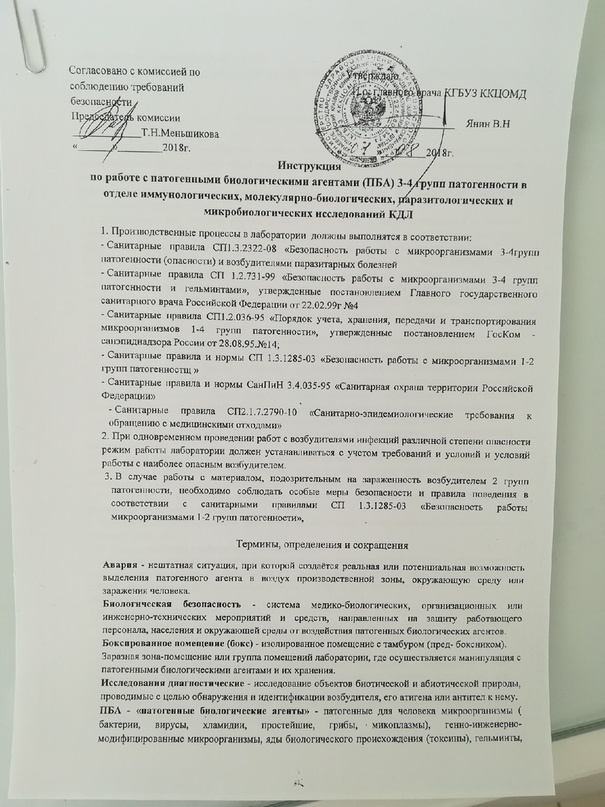 Согласовано с комиссией по
соблюдению требований
безопасности
Председатель комиссии
Т.Н.Меньшикова
«          »              2018г.
Утверждаю
И.о. главного врача КГБУЗ ККЦОМД
Янин В.Н
2018г.
Инструкция
по работе с патогенными биологическими агентами (ПБА) 3-4 групп патогенности в
отделе иммунологических, молекулярно-биологических, паразитологических и
микробиологических исследований КДЛ
1. Производственные процессы в лаборатории должны выполнятся в соответствии:
- Санитарные правила СП1.3.2322-08 «Безопасность работы с микроорганизмами 3-4групп
патогенности (опасности) и возбудителями паразитарных болезней
- Санитарные правила СП 1.2.731-99 «Безопасность работы с микроорганизмами 3-4 групп
патогенности и гельминтами», утвержденные постановлением Главного государственного
санитарного врача Российской Федерации от 22.02.99г №4
- Санитарные правила СП1.2.036-95 «Порядок учета, хранения, передачи и транспортирования
микроорганизмов 1-4 групп патогенности», утвержденные постановлением ГосКом -
санэпиднадзора России от 28.08.95.№14;
- Санитарные правила и нормы СП 1.3.1285-03 «Безопасность работы с микроорганизмами 1-2
групп патогенностц »
- Санитарные правила и нормы СанПиН 3.4.035-95 «Санитарная охрана территории Российской
Федерации»
- Санитарные правила СП2.1.7.2790-10 «Санитарно-эпидемиологические требования к
обращению с медицинскими отходами»
2. При одновременном проведении работ с возбудителями инфекций различной степени опасности
режим работы лаборатории должен устанавливаться с учетом требований и условий и условий
работы с наиболее опасным возбудителем.
3. В случае работы с материалом, подозрительным на зараженность возбудителем 2 групп
патогенности, необходимо соблюдать особые меры безопасности и правила поведения в
соответствии с санитарными правилами СП 1.3.1285-03 «Безопасность работы
микроорганизмами 1-2 групп патогенности»,
Термины, определения и сокращения
Авария - нештатная ситуация, при которой создаётся реальная или потенциальная возможность
выделения патогенного агента в воздух производственной зоны, окружающую среду или
заражения человека.
Биологическая безопасность - система медико-биологических, организационных или
инженерно-технических мероприятий и средств, направленных на защиту работающего
персонала, населения и окружающей среды от воздействия патогенных биологических агентов.
Боксированное помещение (бокс) - изолированное помещение с тамбуром (пред- боксником).
Заразная зона-помещение или группа помещений лаборатории, где осуществляется манипуляция с
патогенными биологическими агентами и их хранения.
Исследования диагностические - исследование объектов биотической и абиотической природы,
проводимые с целью обнаружения и идентификации возбудителя, его атигена или антител к нему.
ПБА - «патогенные биологические агенты» - патогенные для человека микроорганизмы (
бактерии, вирусы, хламидии, простейшие, грибы, микоплазмы), генно-инженерно-
модифицированные микроорганизмы, яды биологического происхождения (токсины), гельминты,